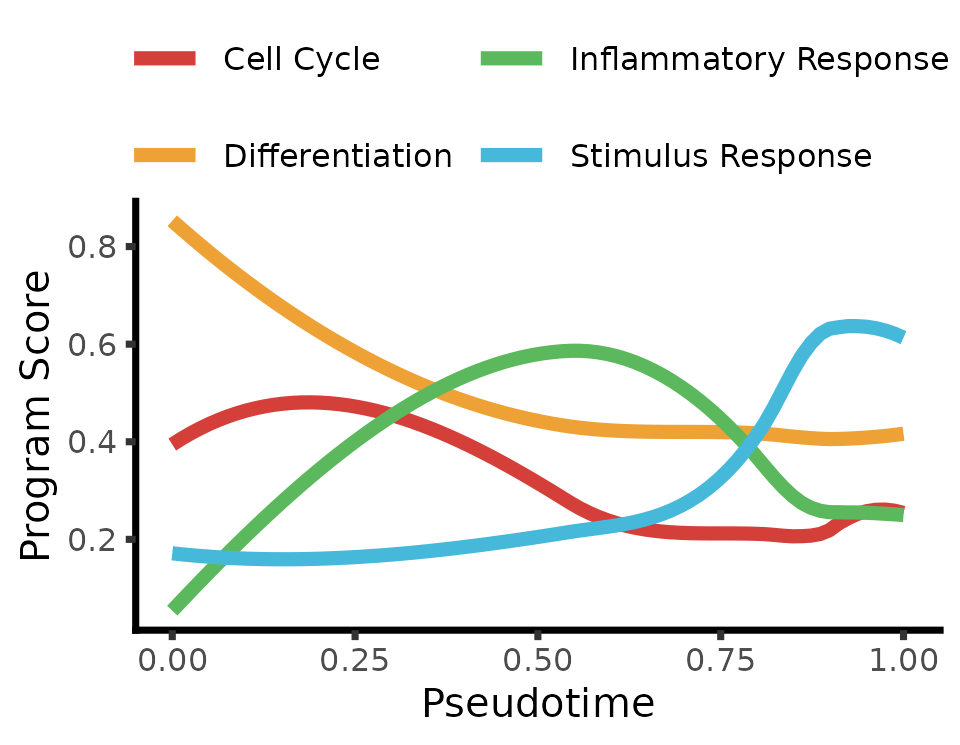 Cell Cycle
Inflammatory Response
Differentiation
Stimulus Response
Program Score
0.8
0.6
0.4
0.2
0.00 0.25 0.50 0.75 1.00
Pseudotime